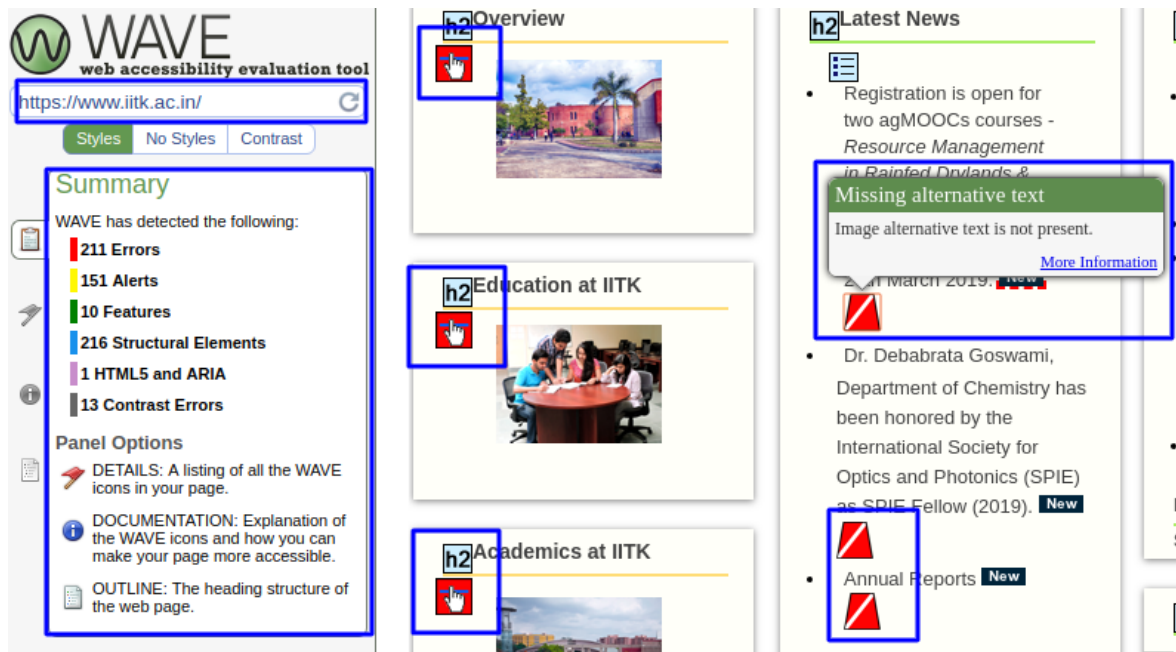 WAVE
web accessibility evaluation tool
https://www.iitk.ac.in/
Styles No Styles Contrast
Summary
WAVE has detected the following:
211 Errors
151 Alerts
10 Features
216 Structural Elements
1 HTML5 and ARIA
13 Contrast Errors
Panel Options
DETAILS: A listing of all the WAVE
icons in your page.
DOCUMENTATION: Explanation of
the WAVE icons and how you can
make your page more accessible.
OUTLINE: The heading structure of
the web page.
h2 Overview
h2 Education at IITK
h2 Academics at IITK
h2 Latest News
Registration is open for
two agMOOCs courses -
Resource Management
in Rainfed Drylands &
Missing alternative text
Image alternative text is not present.
More Information
March 2019. New
Dr. Debabrata Goswami,
Department of Chemistry has
been honored by the
International Society for
Optics and Photonics (SPIE)
as SPIE Fellow (2019). New
Annual Reports New